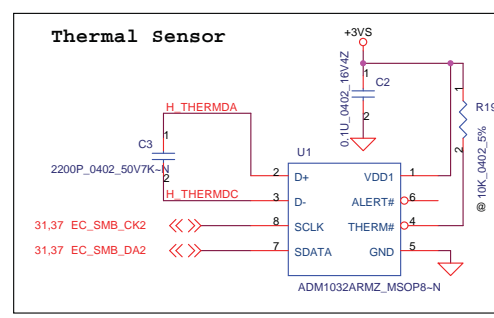 Thermal Sensor
+3VS
1
C2
0.1U_0402_16V4Z
2
1
R19
2
@ 10K_0402_5%
H_THERMDA
C3
1
2200P_0402_50V7K~N
2
H_THERMDC
U1
2 D+ VDD1 1
3 D- ALERT# 6
31,37 EC_SMB_CK2 8 SCLK THERM# 4
31,37 EC_SMB_DA2 7 SDATA GND 5
ADM1032ARMZ_MSOP8~N